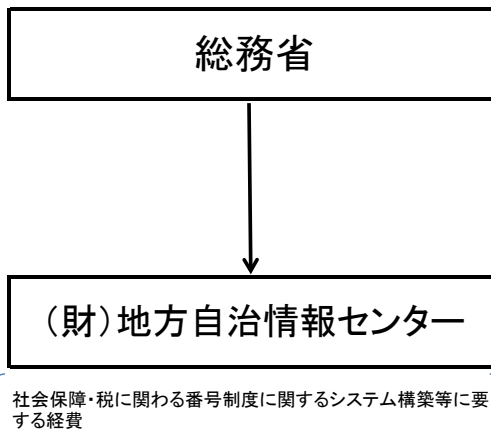 総務省
（財）地方自治情報センター
社会保障・税に関わる番号制度に関するシステム構築等に要
する経費